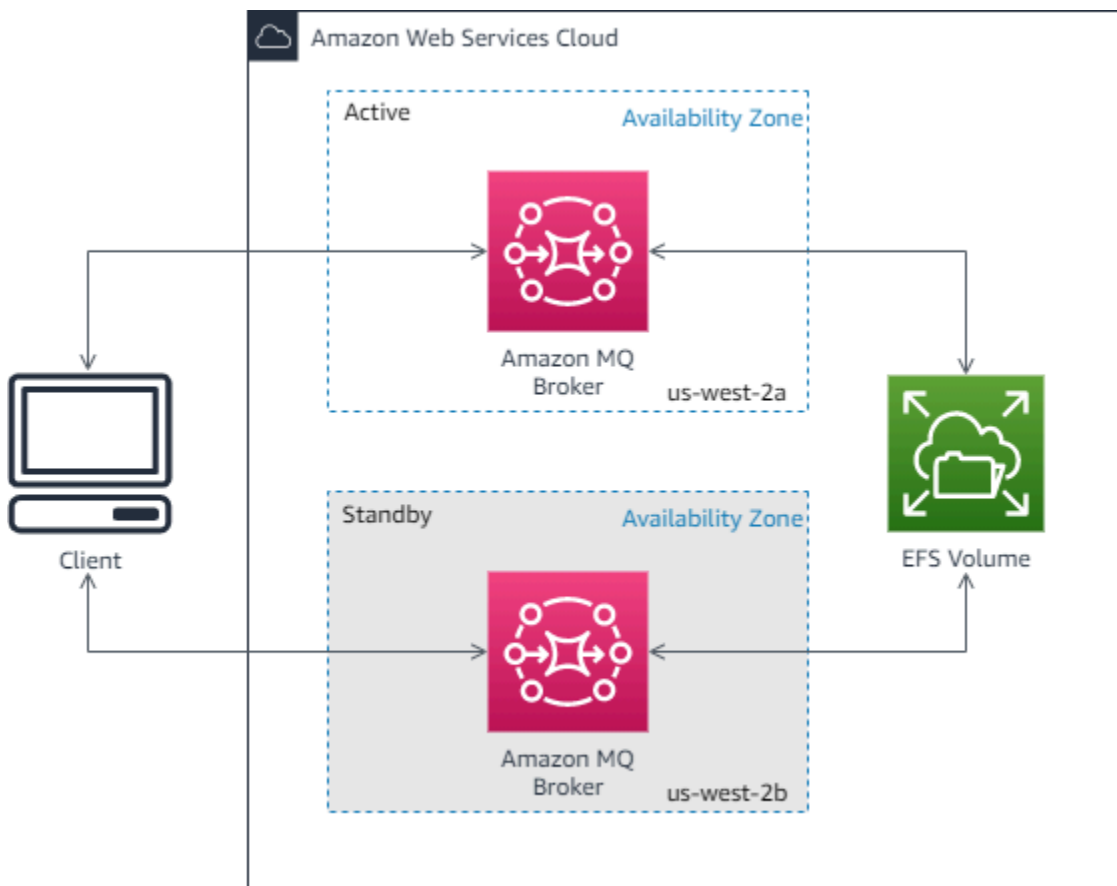 Amazon Web Services Cloud
Active
Availability Zone
Amazon MQ
Broker
us-west-2a
Client
EFS Volume
Standby
Availability Zone
Amazon MQ
Broker
us-west-2b